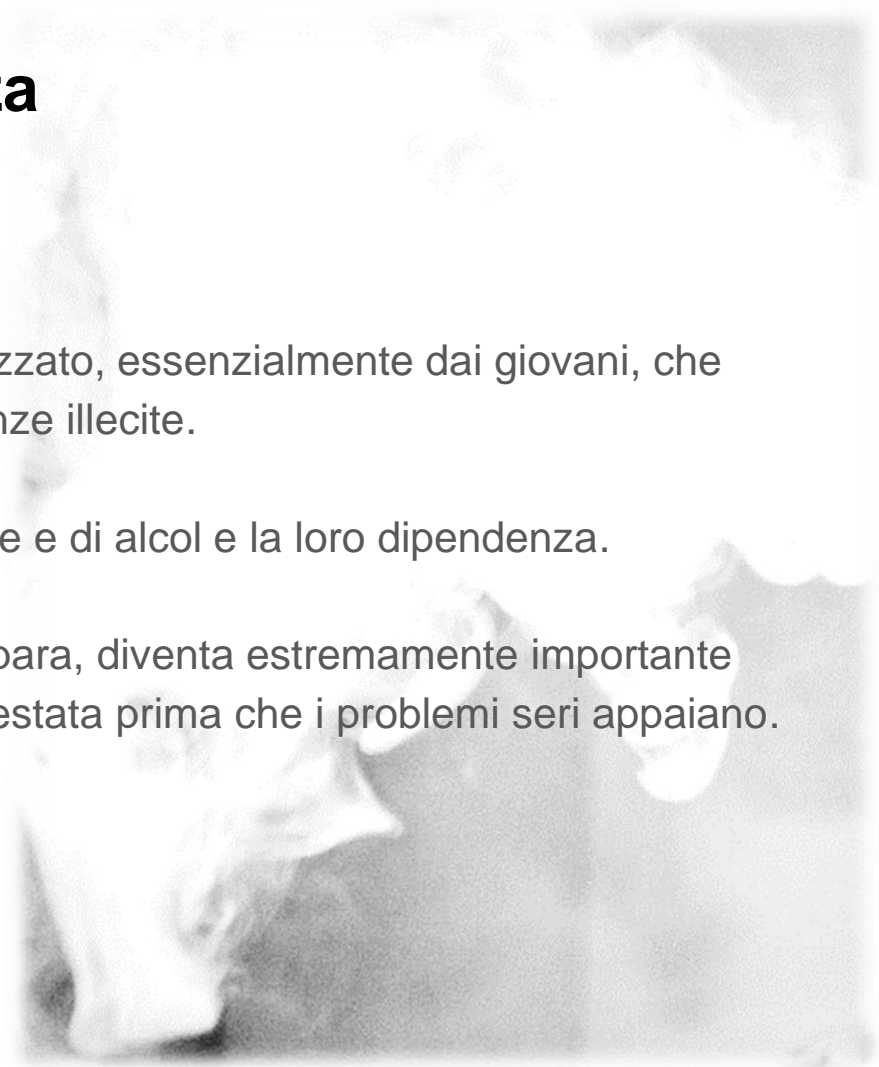 za
zzato, essenzialmente dai giovani, che
nze illecite.
e e di alcol e la loro dipendenza.
para, diventa estremamente importante
estata prima che i problemi seri appaiano.